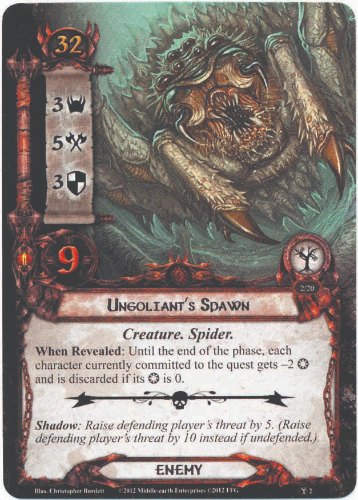 32
3
5
3
9
2/20
UNGOLIANT'S SPAWN
Creature. Spider.
When Revealed: Until the end of the phase, each
character currently committed to the quest gets –2
and is discarded if its is 0.
Shadow: Raise defending player's threat by 5. (Raise
defending player's threat by 10 instead if undefended.)
ENEMY
Illus. Christopher Burdett ©2012 Middle-earth Enterprises ©2012 FFG 2